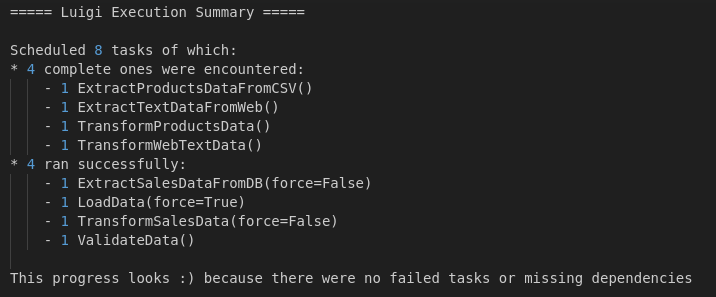 ===== Luigi Execution Summary =====
Scheduled 8 tasks of which:
* 4 complete ones were encountered:
- 1 ExtractProductsDataFromCSV()
- 1 ExtractTextDataFromWeb()
- 1 TransformProductsData()
- 1 TransformWebTextData()
* 4 ran successfully:
- 1 ExtractSalesDataFromDB(force=False)
- 1 LoadData(force=True)
- 1 TransformSalesData(force=False)
- 1 ValidateData()
This progress looks :) because there were no failed tasks or missing dependencies